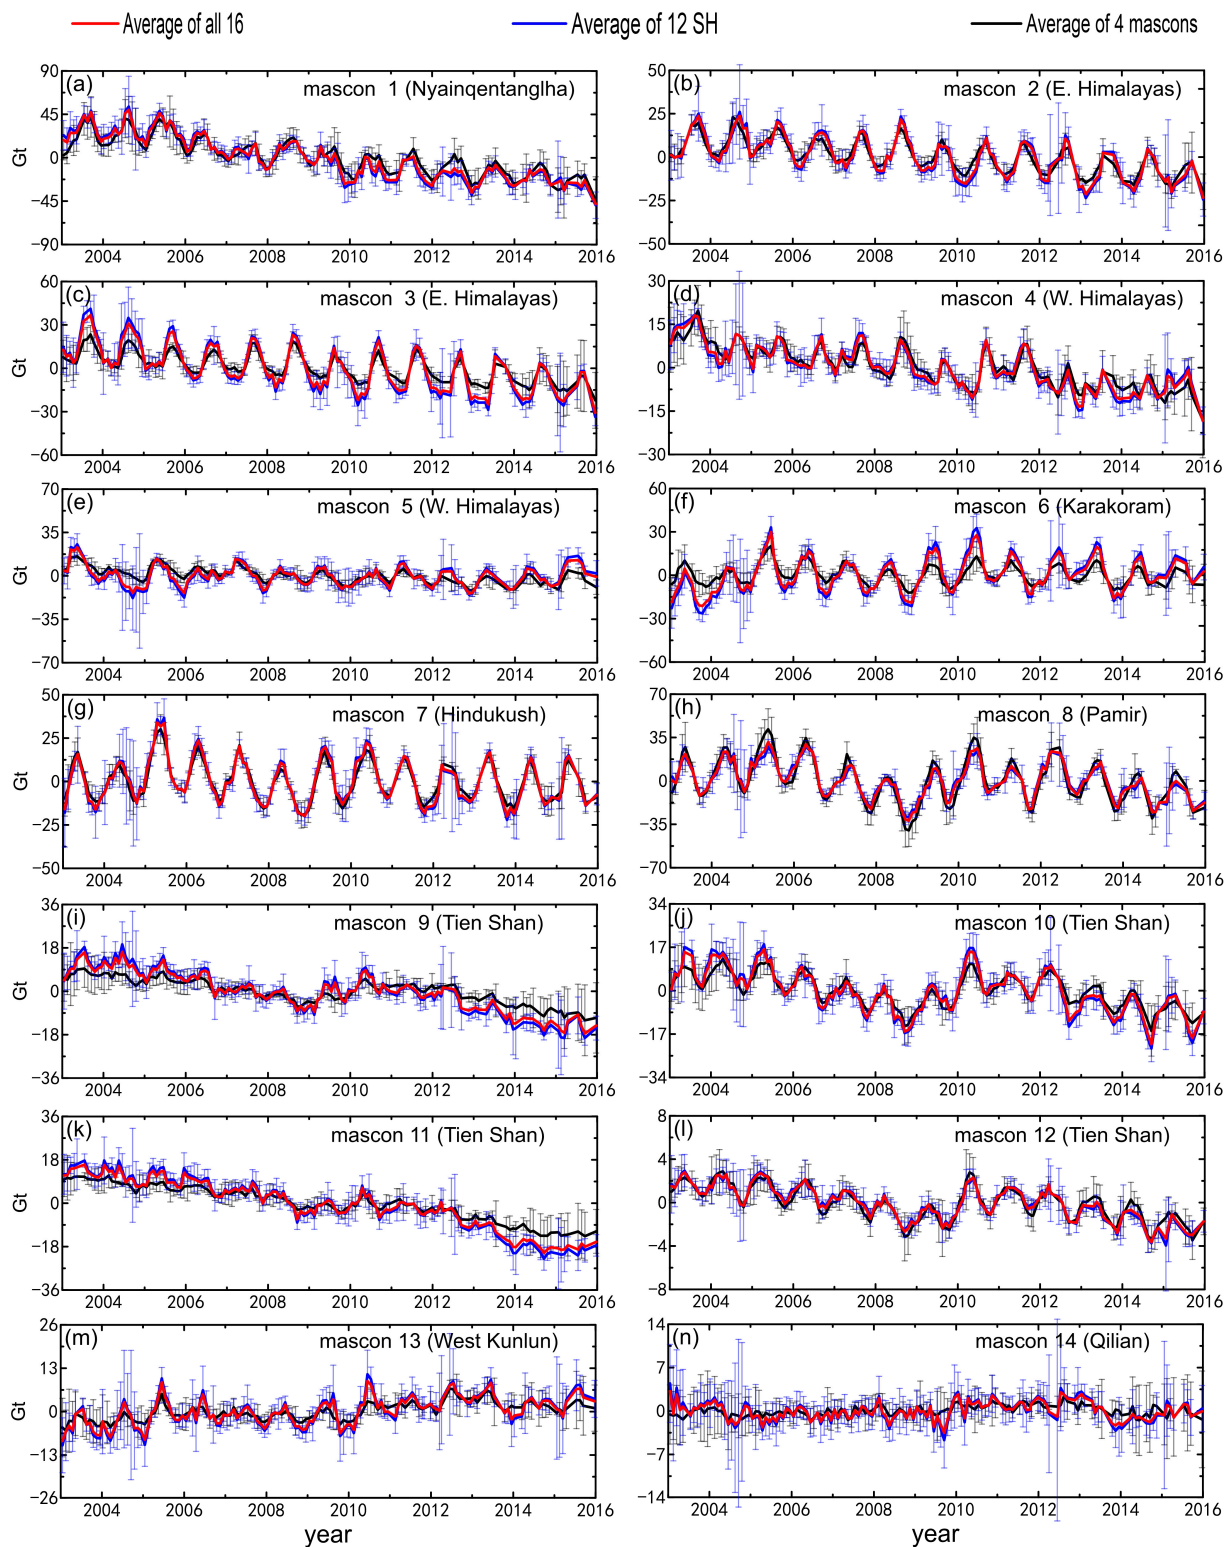 Average of all 16 Average of 12 SH Average of 4 mascons
(a) mascon 1 (Nyainqentanglha)
90
45
0
−45
−90
Gt
2004 2006 2008 2010 2012 2014 2016
(b) mascon 2 (E. Himalayas)
50
25
0
−25
−50
2004 2006 2008 2010 2012 2014 2016
(c) mascon 3 (E. Himalayas)
60
30
0
−30
−60
Gt
2004 2006 2008 2010 2012 2014 2016
(d) mascon 4 (W. Himalayas)
30
15
0
−15
−30
2004 2006 2008 2010 2012 2014 2016
(e) mascon 5 (W. Himalayas)
70
35
0
−35
−70
Gt
2004 2006 2008 2010 2012 2014 2016
(f) mascon 6 (Karakoram)
60
30
0
−30
−60
2004 2006 2008 2010 2012 2014 2016
(g) mascon 7 (Hindukush)
50
25
0
−25
−50
Gt
2004 2006 2008 2010 2012 2014 2016
(h) mascon 8 (Pamir)
70
35
0
−35
−70
2004 2006 2008 2010 2012 2014 2016
(i) mascon 9 (Tien Shan)
36
18
0
−18
−36
Gt
2004 2006 2008 2010 2012 2014 2016
(j) mascon 10 (Tien Shan)
34
17
0
−17
−34
2004 2006 2008 2010 2012 2014 2016
(k) mascon 11 (Tien Shan)
36
18
0
−18
−36
Gt
2004 2006 2008 2010 2012 2014 2016
(l) mascon 12 (Tien Shan)
8
4
0
−4
−8
2004 2006 2008 2010 2012 2014 2016
(m) mascon 13 (West Kunlun)
26
13
0
−13
−26
Gt
2004 2006 2008 2010 2012 2014 2016
year
(n) mascon 14 (Qilian)
14
7
0
−7
−14
2004 2006 2008 2010 2012 2014 2016
year